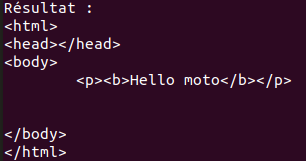 Résultat :
<html>
<head></head>
<body>
        <p><b>Hello moto</b></p>
</body>
</html>